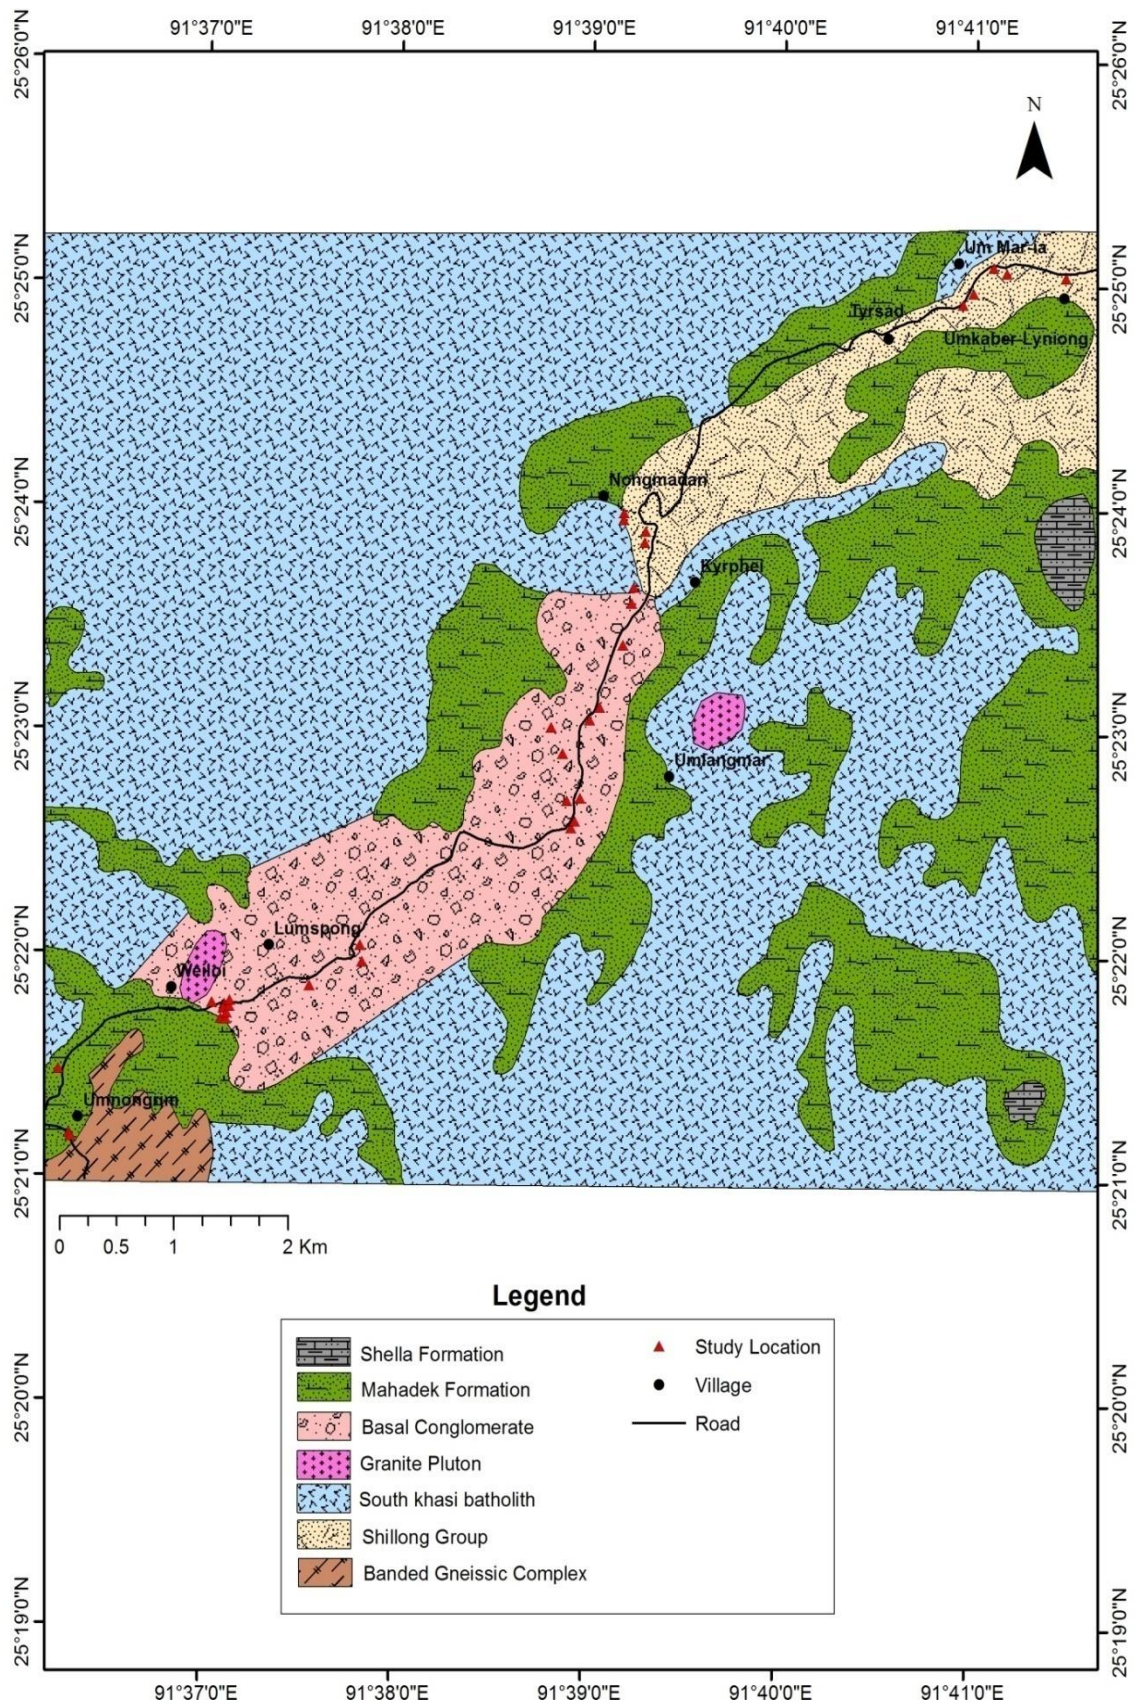 91°37'0"E 91°38'0"E 91°39'0"E 91°40'0"E 91°41'0"E
25°26'0"N 25°26'0"N
N
Um Mar-la
25°25'0"N 25°25'0"N
Tyrsad
Umkaber-Lyniong
Nongmadan
25°24'0"N 25°24'0"N
Kyrphei
25°23'0"N 25°23'0"N
Umlangmar
Lumspong
25°22'0"N 25°22'0"N
Weiloi
Umnongrim
25°21'0"N 25°21'0"N
0 0.5 1 2 Km
Legend
Shella Formation
Mahadek Formation
Basal Conglomerate
Granite Pluton
South khasi batholith
Shillong Group
Banded Gneissic Complex
Study Location
Village
Road
25°20'0"N 25°20'0"N
25°19'0"N 25°19'0"N
91°37'0"E 91°38'0"E 91°39'0"E 91°40'0"E 91°41'0"E